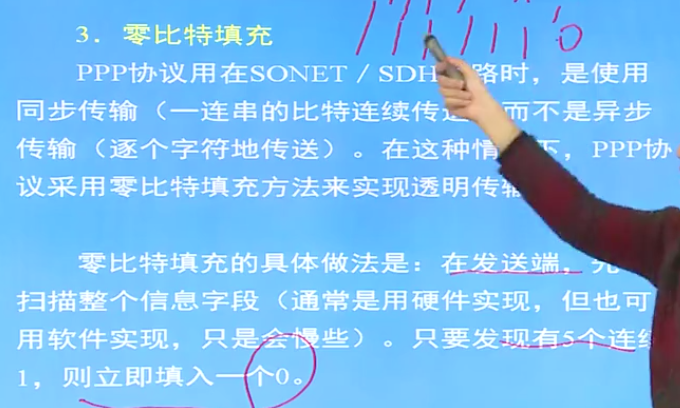 3．零比特填充
1 1 1 1 1 0
PPP协议用在SONET／SDH 路时，是使用
同步传输（一连串的比特连续传 而不是异步
传输（逐个字符地传送）。在这种情 下，PPP协
议采用零比特填充方法来实现透明传
零比特填充的具体做法是：在发送端，先
扫描整个信息字段（通常是用硬件实现，但也可
用软件实现，只是会慢些）。只要发现有5个连续
1，则立即填入一个0。